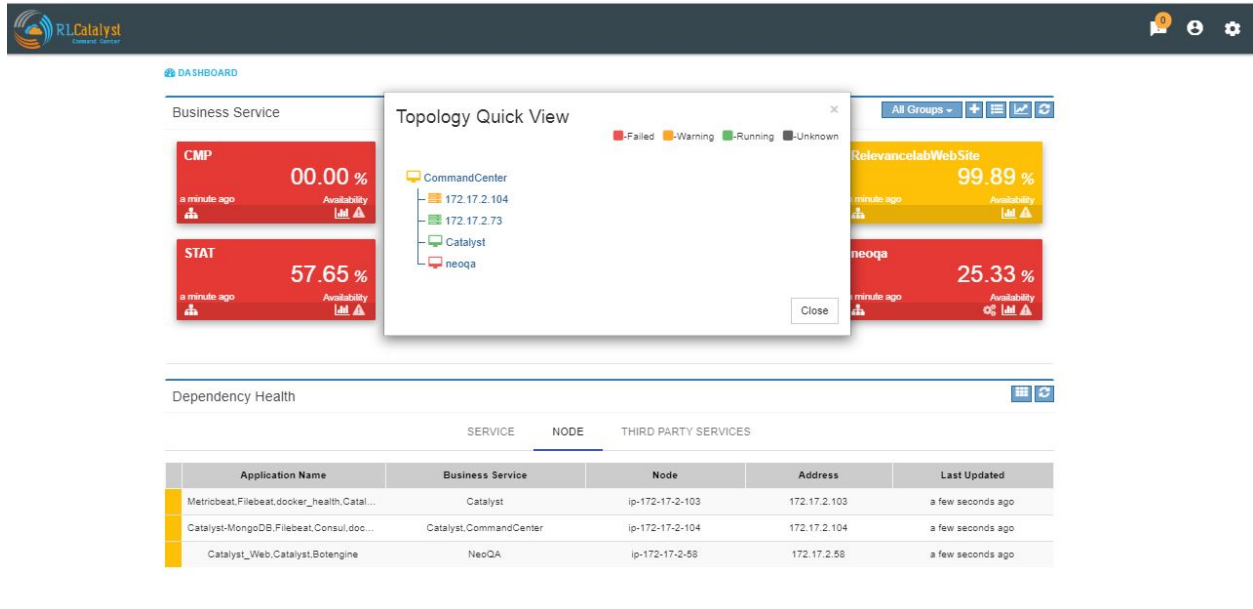 RLCatalyst
Command Center
0
DASHBOARD
Business Service
All Groups
CMP
00.00 %
a minute ago
Availability
STAT
57.65 %
a minute ago
Availability
Topology Quick View
×
-Failed -Warning -Running -Unknown
CommandCenter
172.17.2.104
172.17.2.73
Catalyst
neoqa
Close
RelevancelabWebSite
99.89 %
minute ago
Availability
neoqa
25.33 %
minute ago
Availability
Dependency Health
SERVICE NODE THIRD PARTY SERVICES
Application Name Business Service Node Address Last Updated
Metricbeat,Filebeat,docker_health,Catal... Catalyst ip-172-17-2-103 172.17.2.103 a few seconds ago
Catalyst-MongoDB,Filebeat,Consul,doc... Catalyst,CommandCenter ip-172-17-2-104 172.17.2.104 a few seconds ago
Catalyst_Web,Catalyst,Botengine NeoQA ip-172-17-2-58 172.17.2.58 a few seconds ago